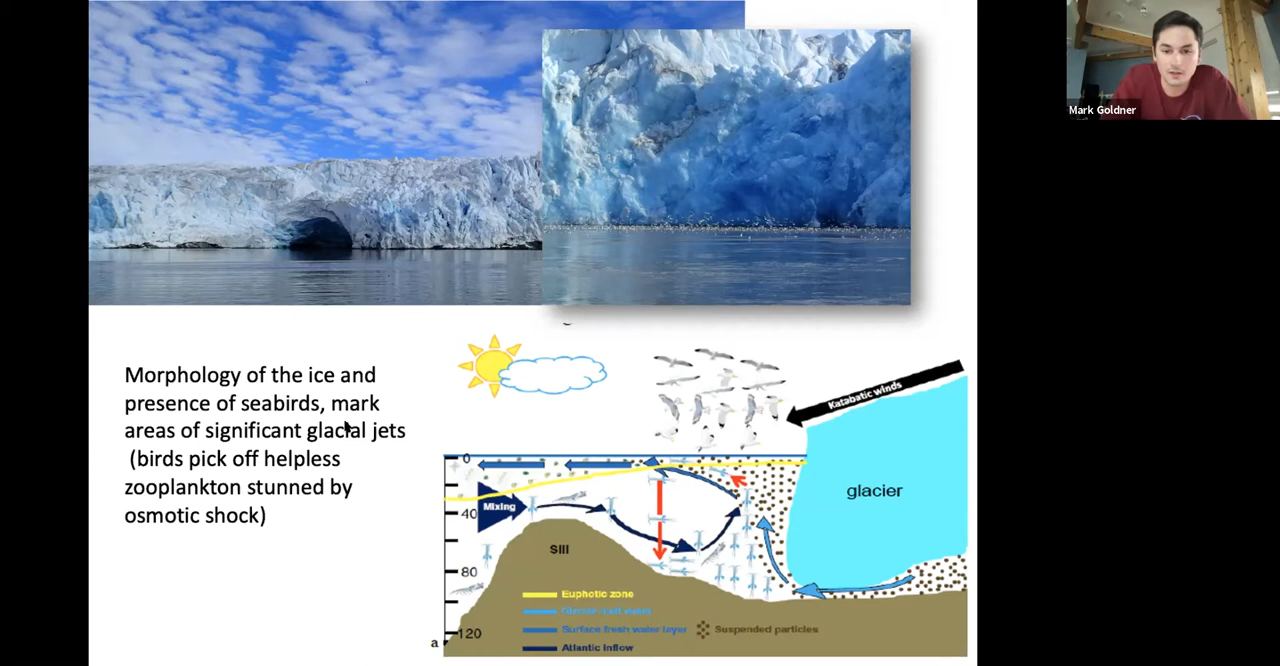 Mark Goldner
Morphology of the ice and
presence of seabirds, mark
areas of significant glacial jets
(birds pick off helpless
zooplankton stunned by
osmotic shock)
Katabatic winds
0
glacier
Mixing
40
Sill
80
Euphotic zone
Surface fresh water layer
Suspended particles
120
Atlantic inflow
a